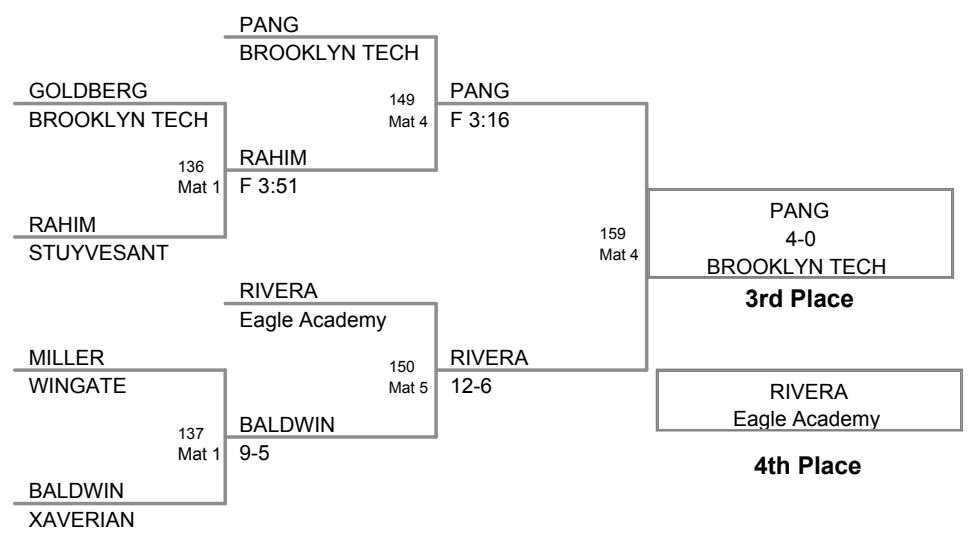 PANG
BROOKLYN TECH
GOLDBERG
BROOKLYN TECH
149
Mat 4
PANG
F 3:16
136
Mat 1
RAHIM
F 3:51
RAHIM
STUYVESANT
159
Mat 4
PANG
4-0
BROOKLYN TECH
3rd Place
RIVERA
Eagle Academy
MILLER
WINGATE
150
Mat 5
RIVERA
12-6
RIVERA
Eagle Academy
4th Place
137
Mat 1
BALDWIN
9-5
BALDWIN
XAVERIAN